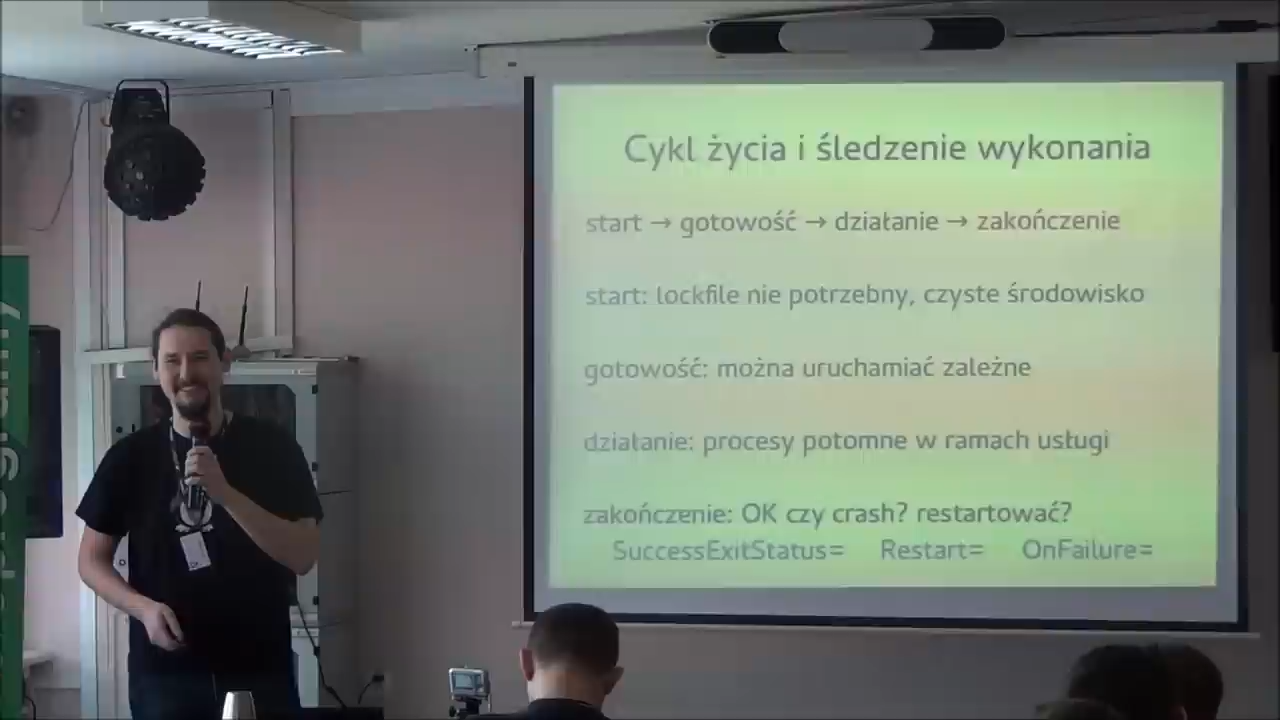 Cykl życia i śledzenie wykonania
start → gotowość → działanie → zakończenie
start: lockfile nie potrzebny, czyste środowisko
gotowość: można uruchamiać zależne
działanie: procesy potomne w ramach usługi
zakończenie: OK czy crash? restartować?
SuccessExitStatus= Restart= OnFailure=